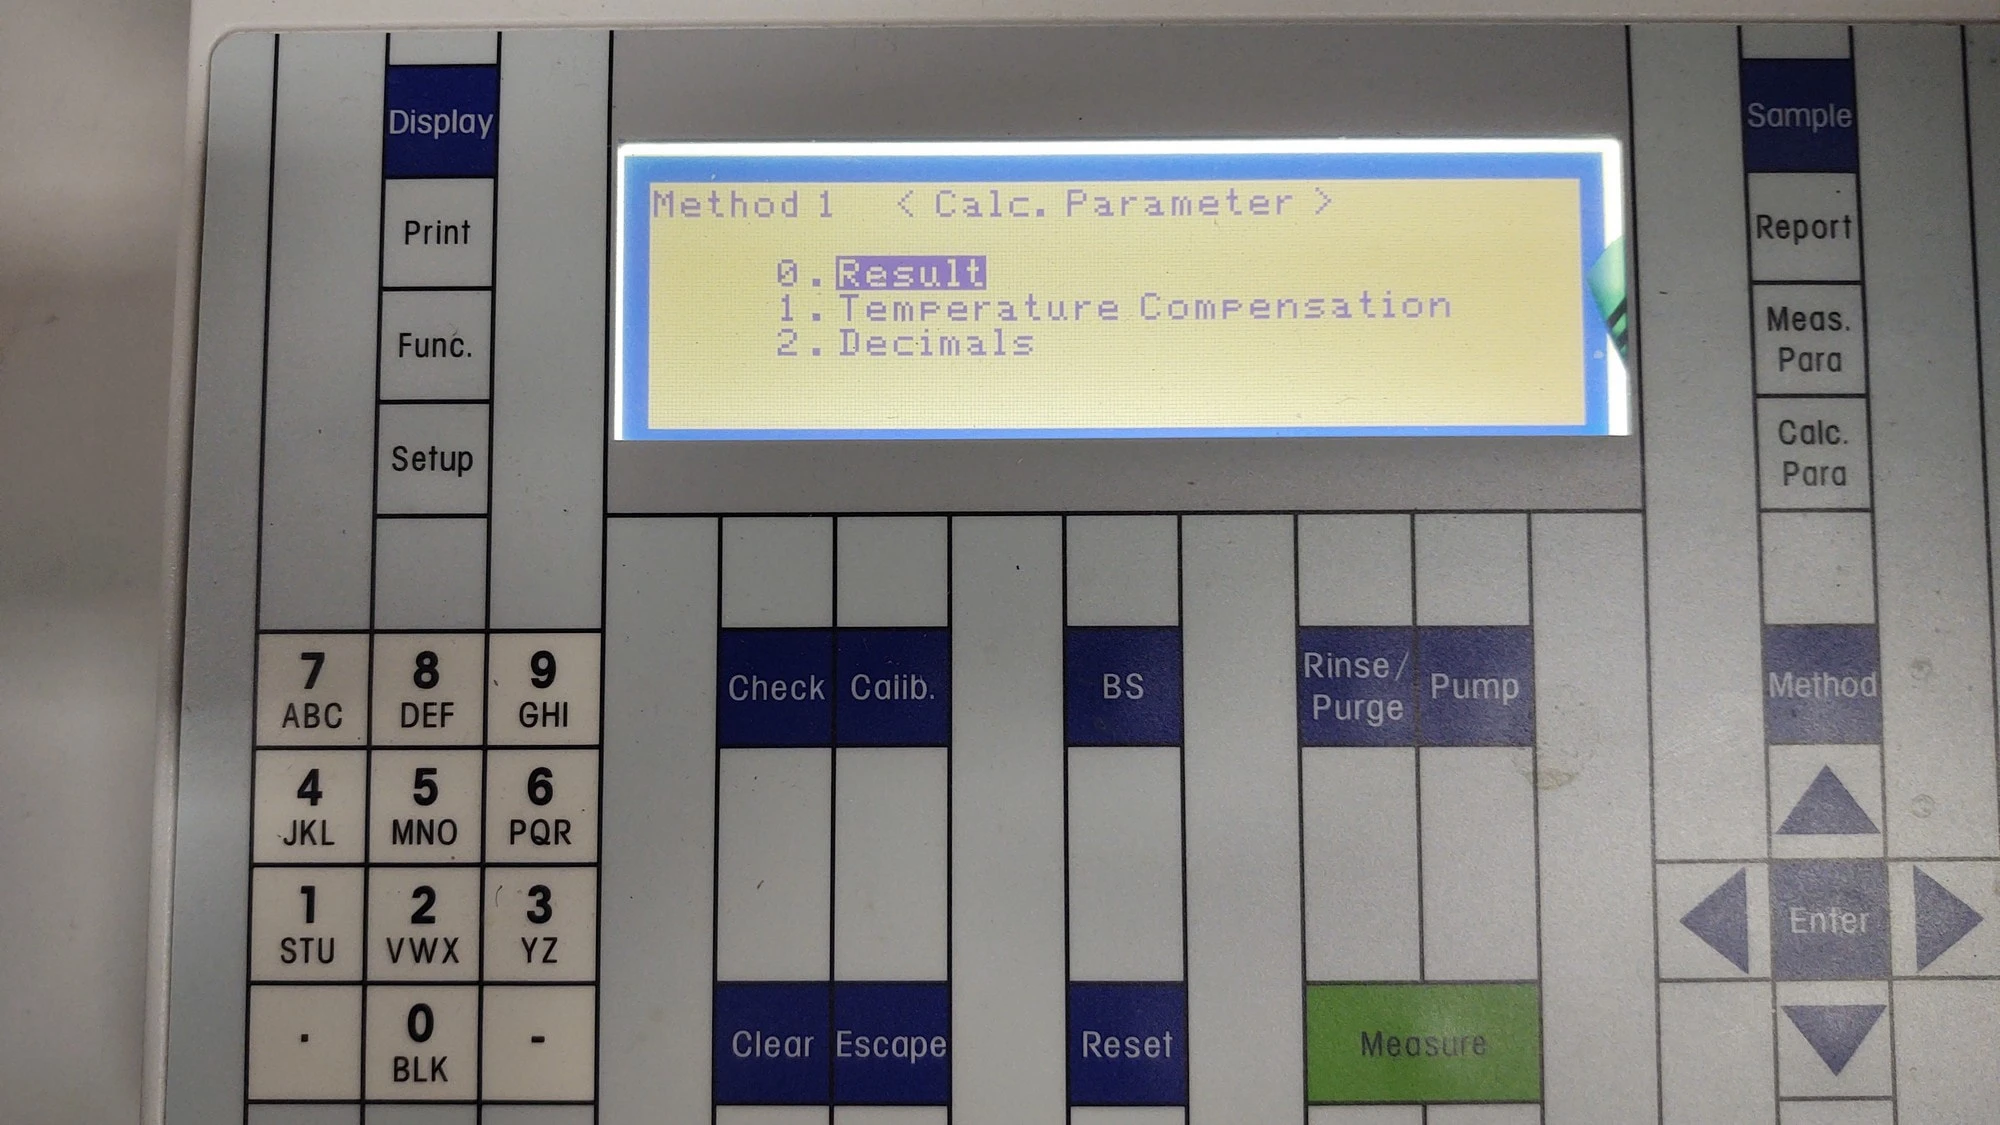 Display
Print
Func.
Setup
Method 1 < Calc. Parameter >
0. Result
1. Temperature Compensation
2. Decimals
Sample
Report
Meas.
Para
Calc.
Para
7 8 9
ABC DEF GHI
4 5 6
JKL MNO PQR
1 2 3
STU VWX YZ
. 0 -
BLK
Check Calib. BS
Rinse/
Purge
Pump
Method
Enter
Clear Escape Reset Measure